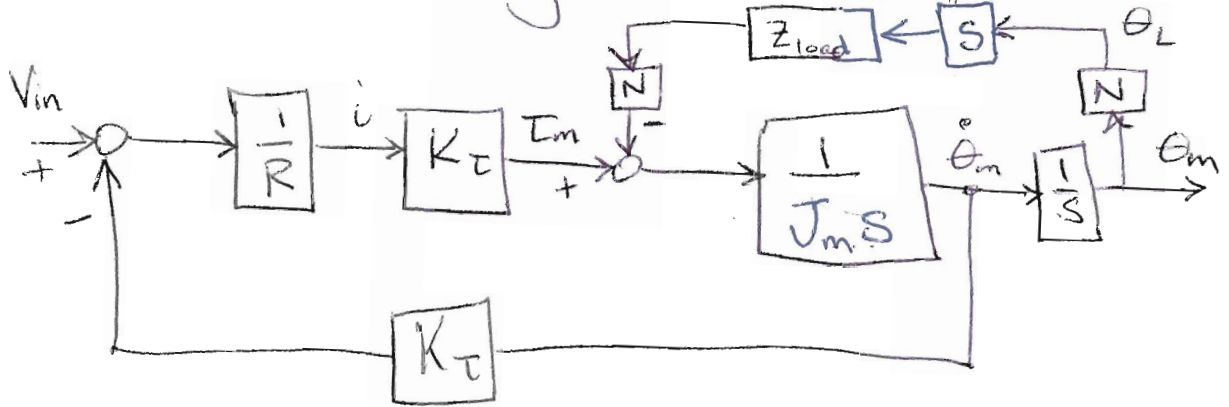 Z_load
S
θ_L
N
N
V_in
+
-
1/R
i
K_τ
τ_m
+
-
1/(J_m S)
θ̇_m
1/S
θ_m
K_τ